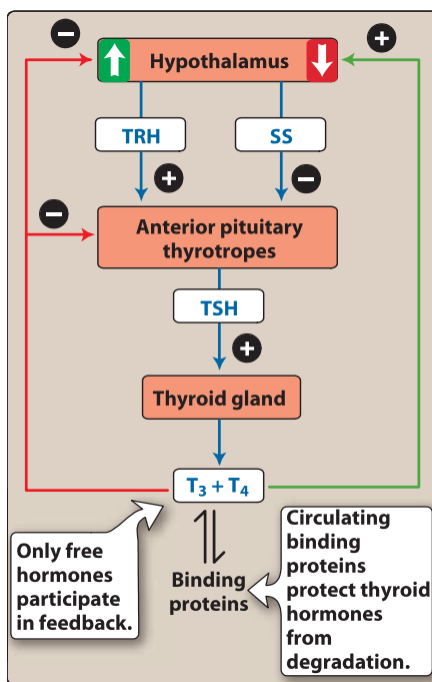 Hypothalamus
TRH
SS
Anterior pituitary
thyrotropes
TSH
Thyroid gland
T₃ + T₄
Only free
hormones
participate
in feedback.
Binding
proteins
Circulating
binding
proteins
protect thyroid
hormones
from
degradation.